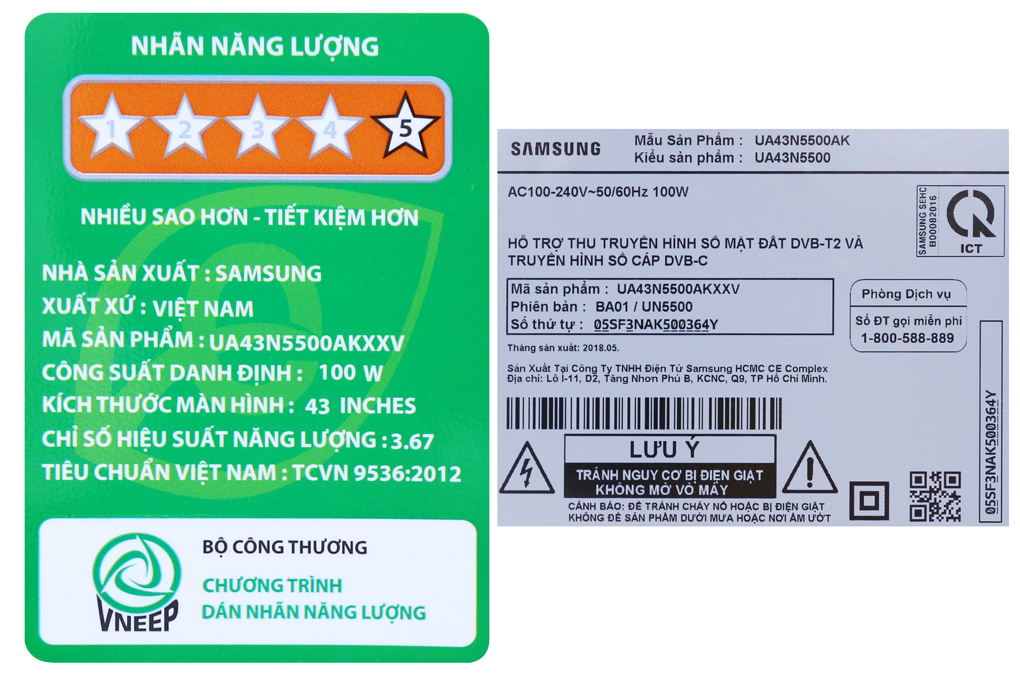 NHÃN NĂNG LƯỢNG
1 2 3 4 5
NHIỀU SAO HƠN - TIẾT KIỆM HƠN
NHÀ SẢN XUẤT : SAMSUNG
XUẤT XỨ : VIỆT NAM
MÃ SẢN PHẨM : UA43N5500AKXXV
CÔNG SUẤT DANH ĐỊNH : 100 W
KÍCH THƯỚC MÀN HÌNH : 43 INCHES
CHỈ SỐ HIỆU SUẤT NĂNG LƯỢNG : 3.67
TIÊU CHUẨN VIỆT NAM : TCVN 9536:2012
VNEEP
BỘ CÔNG THƯƠNG
CHƯƠNG TRÌNH
DÁN NHÃN NĂNG LƯỢNG
SAMSUNG
Mẫu Sản Phẩm : UA43N5500AK
Kiểu sản phẩm : UA43N5500
AC100-240V~50/60Hz 100W
SAMSUNG SEHC
B00082016
ICT
HỖ TRỢ THU TRUYỀN HÌNH SỐ MẶT ĐẤT DVB-T2 VÀ
TRUYỀN HÌNH SỐ CÁP DVB-C
Mã sản phẩm : UA43N5500AKXXV
Phiên bản : BA01 / UN5500
Số thứ tự : 05SF3NAK500364Y
Phòng Dịch vụ
Số ĐT gọi miễn phí
1-800-588-889
Tháng sản xuất: 2018.05.
Sản Xuất Tại Công Ty TNHH Điện Tử Samsung HCMC CE Complex
Địa chỉ: Lô I-11, D2, Tăng Nhơn Phú B, KCNC, Q9, TP Hồ Chí Minh.
LƯU Ý
TRÁNH NGUY CƠ BỊ ĐIỆN GIẬT
KHÔNG MỞ VỎ MÁY
CẢNH BÁO: ĐỂ TRÁNH CHÁY NỔ HOẶC BỊ ĐIỆN GIẬT
KHÔNG ĐỂ SẢN PHẨM DƯỚI MƯA HOẶC NƠI ẨM ƯỚT
05SF3NAK500364Y